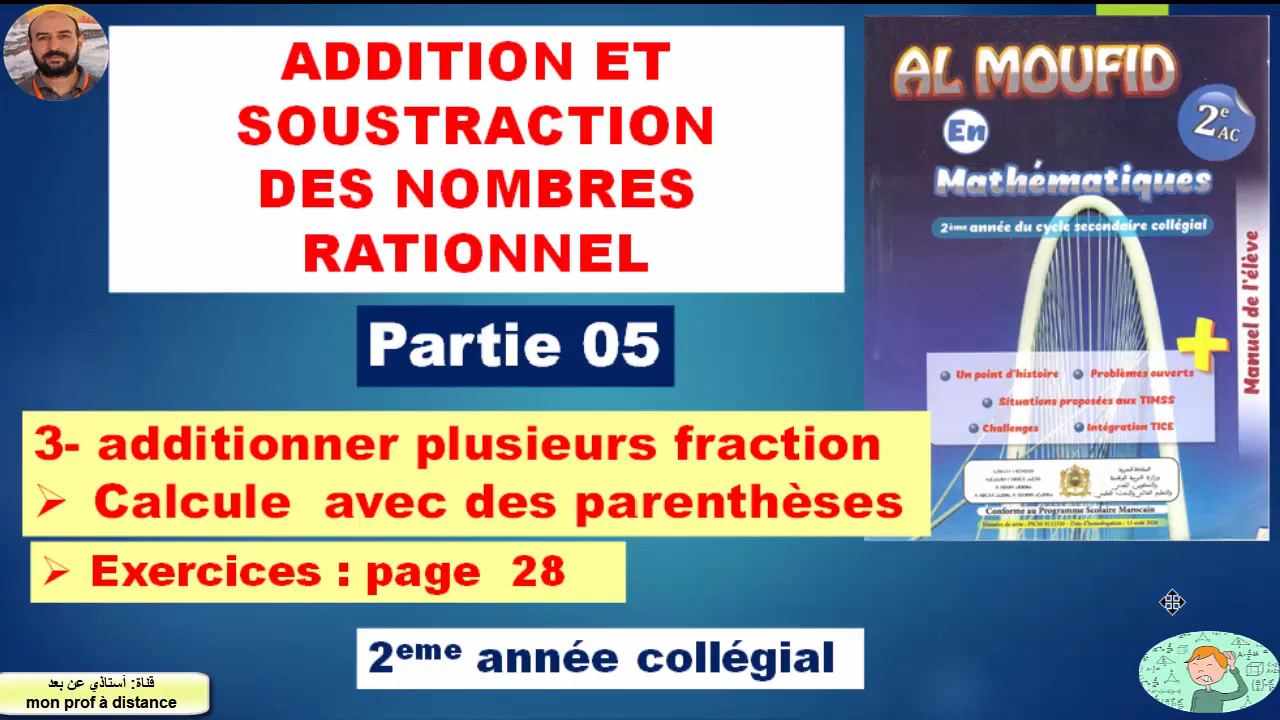 ADDITION ET
SOUSTRACTION
DES NOMBRES
RATIONNEL
Partie 05
3- additionner plusieurs fraction
Calcule avec des parenthèses
Exercices : page 28
2eme année collégial
قناة: أستاذي عن بعد
mon prof à distance
AL MOUFID
En
2e AC
Mathématiques
2ème année du cycle secondaire collégial
Manuel de l'élève
Un point d'histoire
Problèmes ouverts
Situations proposées aux TIMSS
Challenges
Intégration TICE
Conforme au Programme Scolaire Marocain